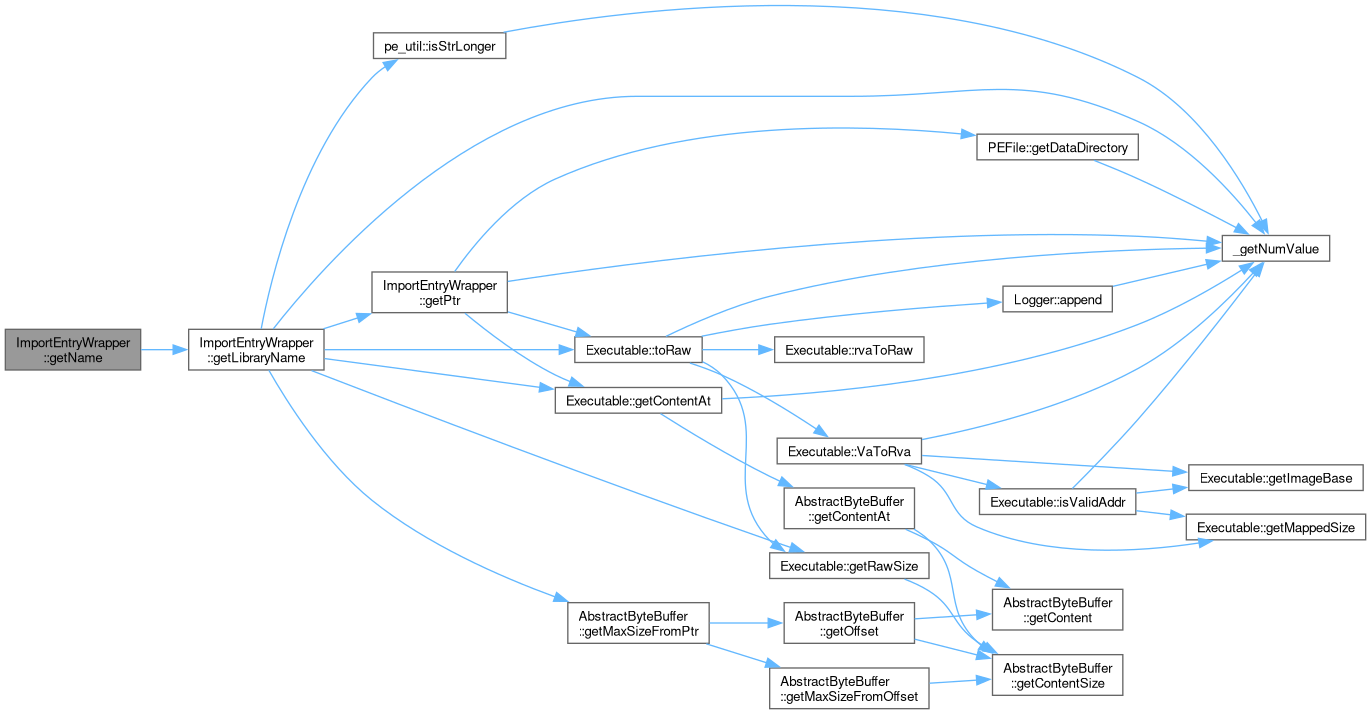 pe_util::isStrLonger
PEFile::getDataDirectory
_getNumValue
ImportEntryWrapper
::getPtr
Logger::append
ImportEntryWrapper
::getName
ImportEntryWrapper
::getLibraryName
Executable::toRaw
Executable::rvaToRaw
Executable::getContentAt
Executable::VaToRva
Executable::getImageBase
AbstractByteBuffer
::getContentAt
Executable::isValidAddr
Executable::getMappedSize
Executable::getRawSize
AbstractByteBuffer
::getContent
AbstractByteBuffer
::getMaxSizeFromPtr
AbstractByteBuffer
::getOffset
AbstractByteBuffer
::getContentSize
AbstractByteBuffer
::getMaxSizeFromOffset